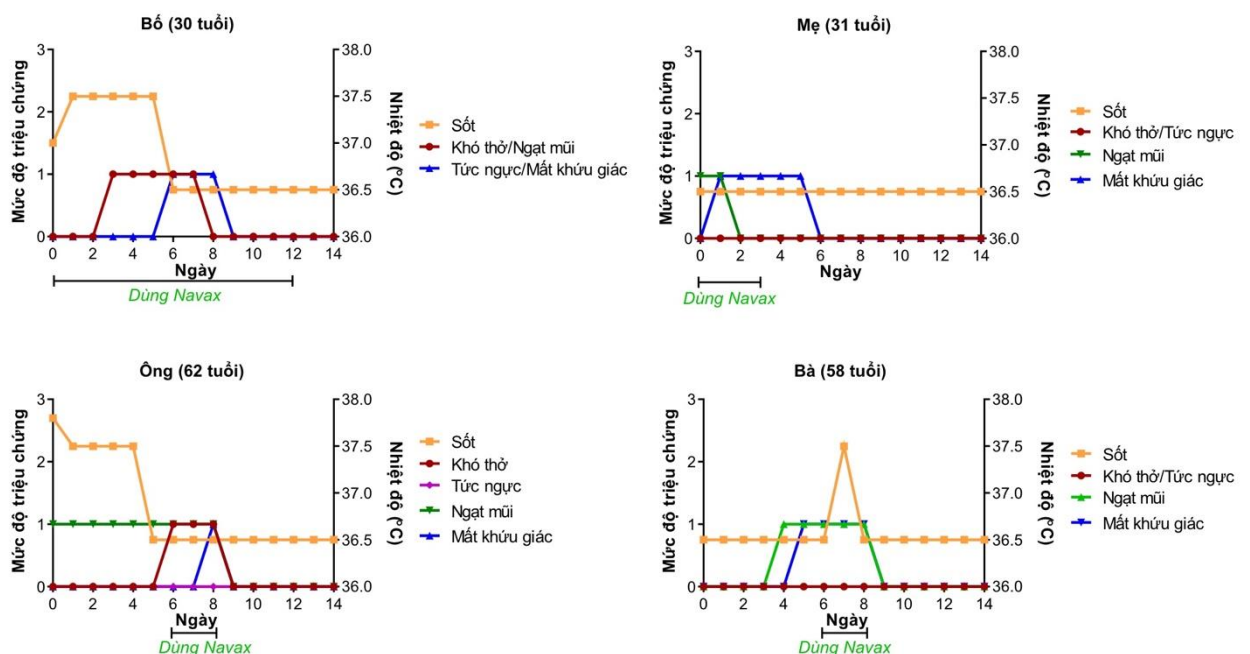 Bố (30 tuổi)
Mức độ triệu chứng
3
2
1
0
38.0
37.5
37.0
36.5
36.0
Nhiệt độ (°C)
0 2 4 6 8 10 12 14
Ngày
Dùng Navax
Sốt
Khó thở/Ngạt mũi
Tức ngực/Mất khứu giác
Mẹ (31 tuổi)
Mức độ triệu chứng
3
2
1
0
38.0
37.5
37.0
36.5
36.0
Nhiệt độ (°C)
0 2 4 6 8 10 12 14
Ngày
Dùng Navax
Sốt
Khó thở/Tức ngực
Ngạt mũi
Mất khứu giác
Ông (62 tuổi)
Mức độ triệu chứng
3
2
1
0
38.0
37.5
37.0
36.5
36.0
Nhiệt độ (°C)
0 2 4 6 8 10 12 14
Ngày
Dùng Navax
Sốt
Khó thở
Tức ngực
Ngạt mũi
Mất khứu giác
Bà (58 tuổi)
Mức độ triệu chứng
3
2
1
0
38.0
37.5
37.0
36.5
36.0
Nhiệt độ (°C)
0 2 4 6 8 10 12 14
Ngày
Dùng Navax
Sốt
Khó thở/Tức ngực
Ngạt mũi
Mất khứu giác